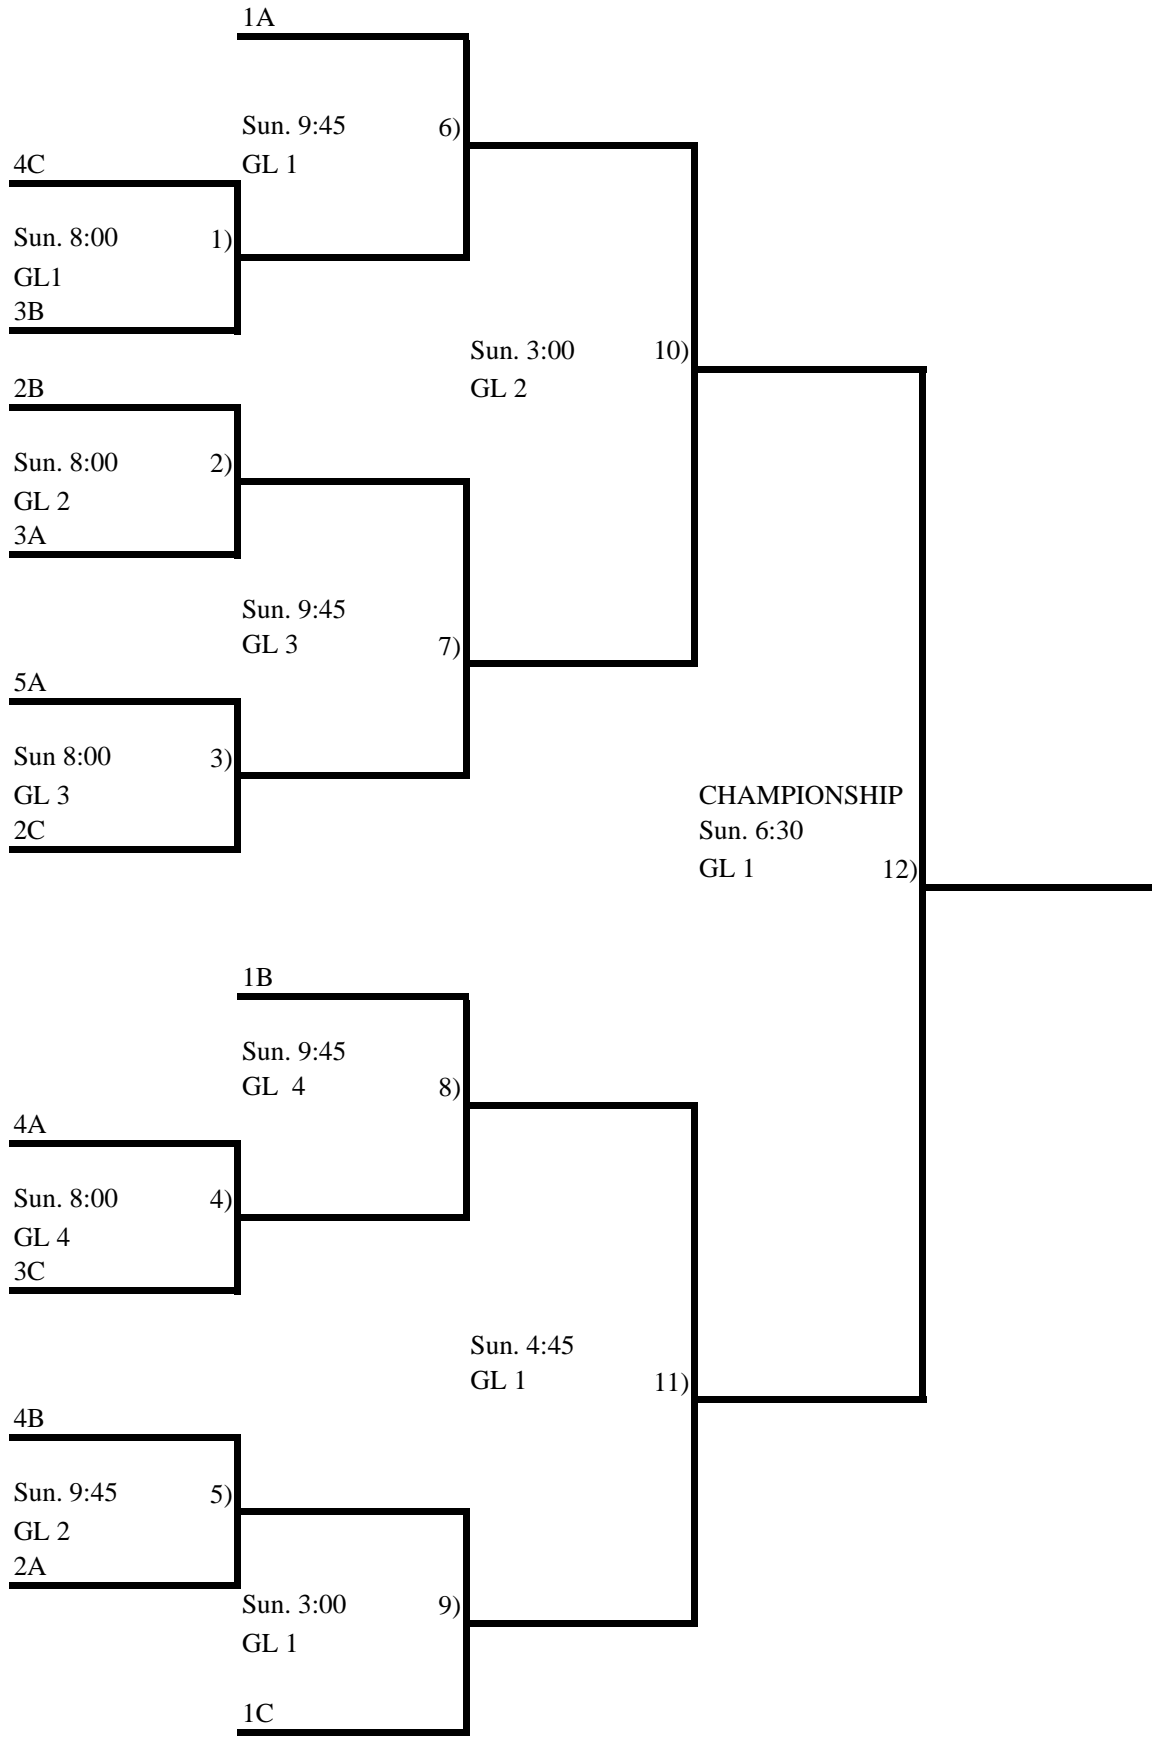 1A
Sun. 9:45
6)
GL 1
4C
Sun. 8:00
1)
GL1
3B
Sun. 3:00
10)
GL 2
2B
Sun. 8:00
2)
GL 2
3A
Sun. 9:45
GL 3
7)
5A
Sun 8:00
3)
GL 3
2C
CHAMPIONSHIP
Sun. 6:30
GL 1
12)
1B
Sun. 9:45
GL  4
8)
4A
Sun. 8:00
4)
GL 4
3C
Sun. 4:45
GL 1
11)
4B
Sun. 9:45
5)
GL 2
2A
Sun. 3:00
9)
GL 1
1C